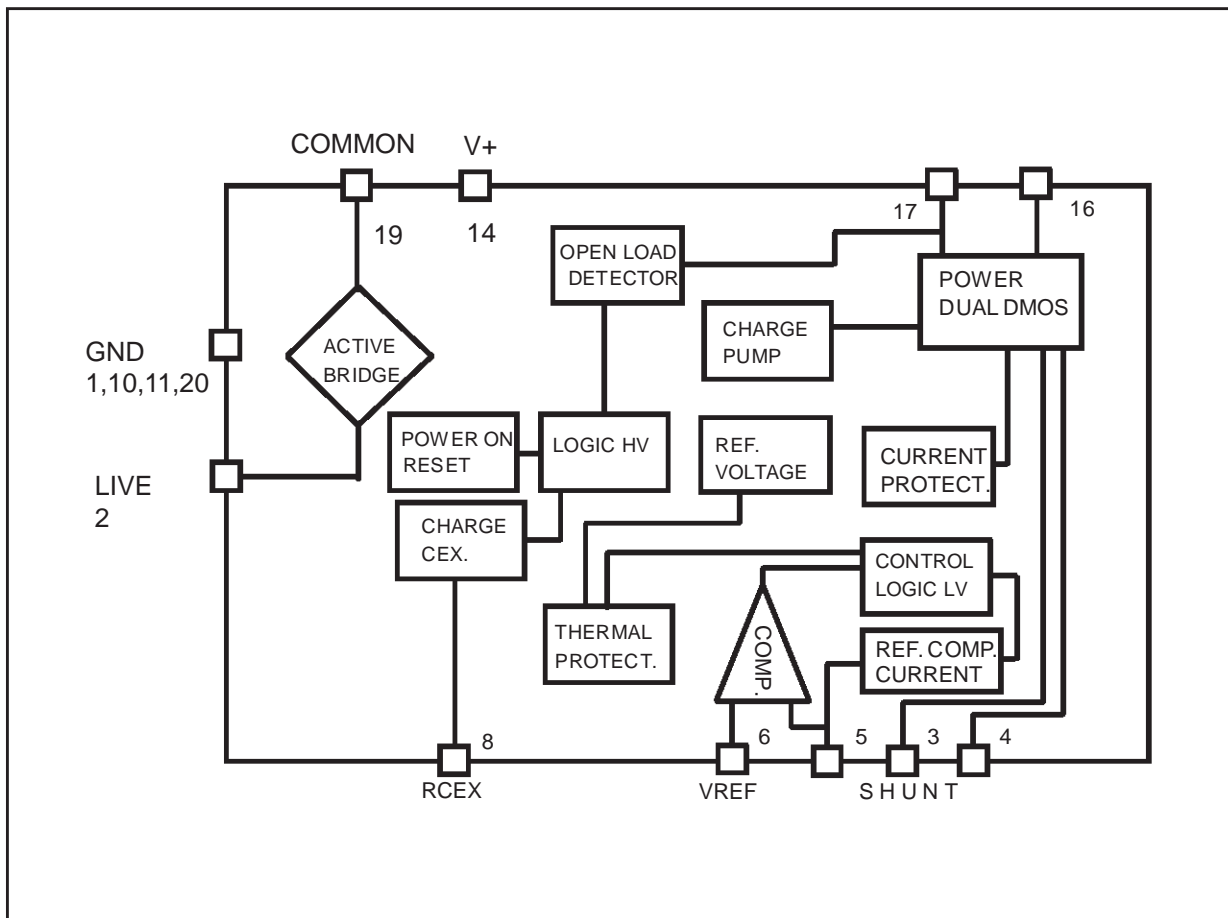 COMMON
V+
19
14
17
16
OPEN LOAD
DETECTOR
POWER
DUAL DMOS
CHARGE
PUMP
GND
1,10,11,20
ACTIVE
BRIDGE
POWER ON
RESET
LOGIC HV
REF.
VOLTAGE
CURRENT
PROTECT.
LIVE
2
CHARGE
CEX.
CONTROL
LOGIC LV
THERMAL
PROTECT.
COMP.
REF. COMP.
CURRENT
8
6
5
3
4
RCEX
VREF
SHUNT